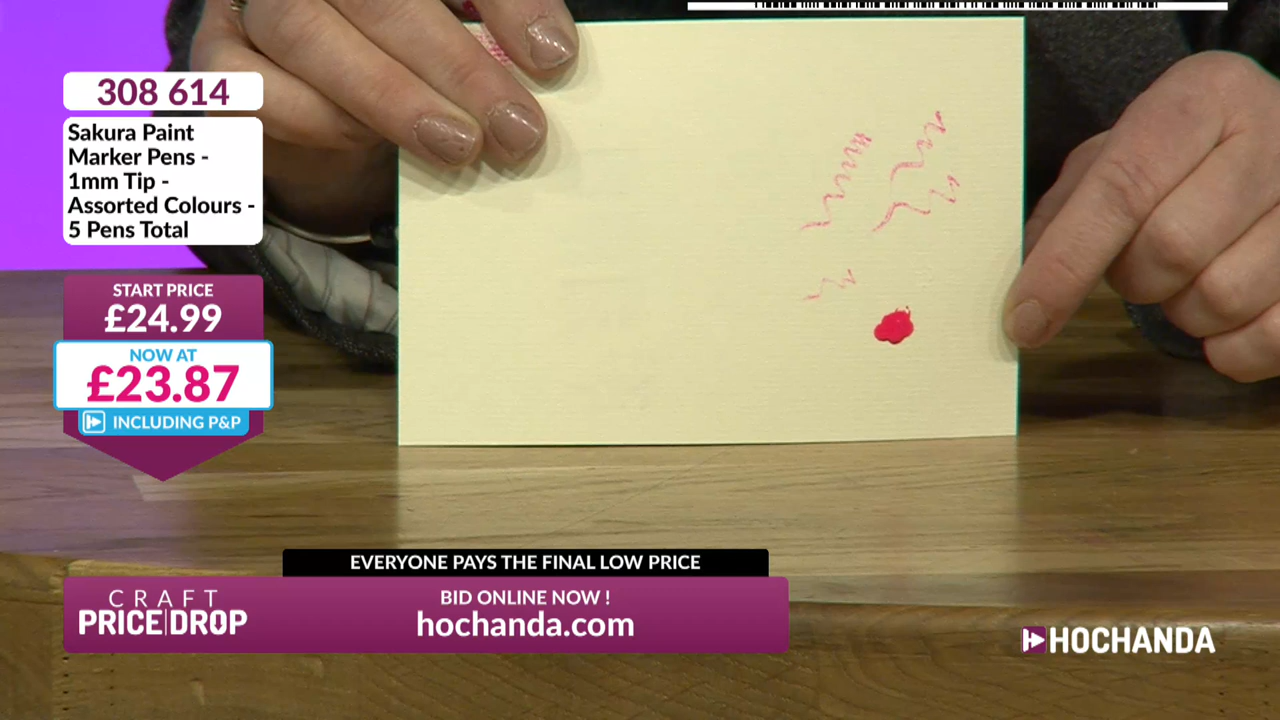 308 614
Sakura Paint
Marker Pens -
1mm Tip -
Assorted Colours -
5 Pens Total
START PRICE
£24.99
NOW AT
£23.87
INCLUDING P&P
EVERYONE PAYS THE FINAL LOW PRICE
CRAFT
PRICE DROP
BID ONLINE NOW !
hochanda.com
HOCHANDA